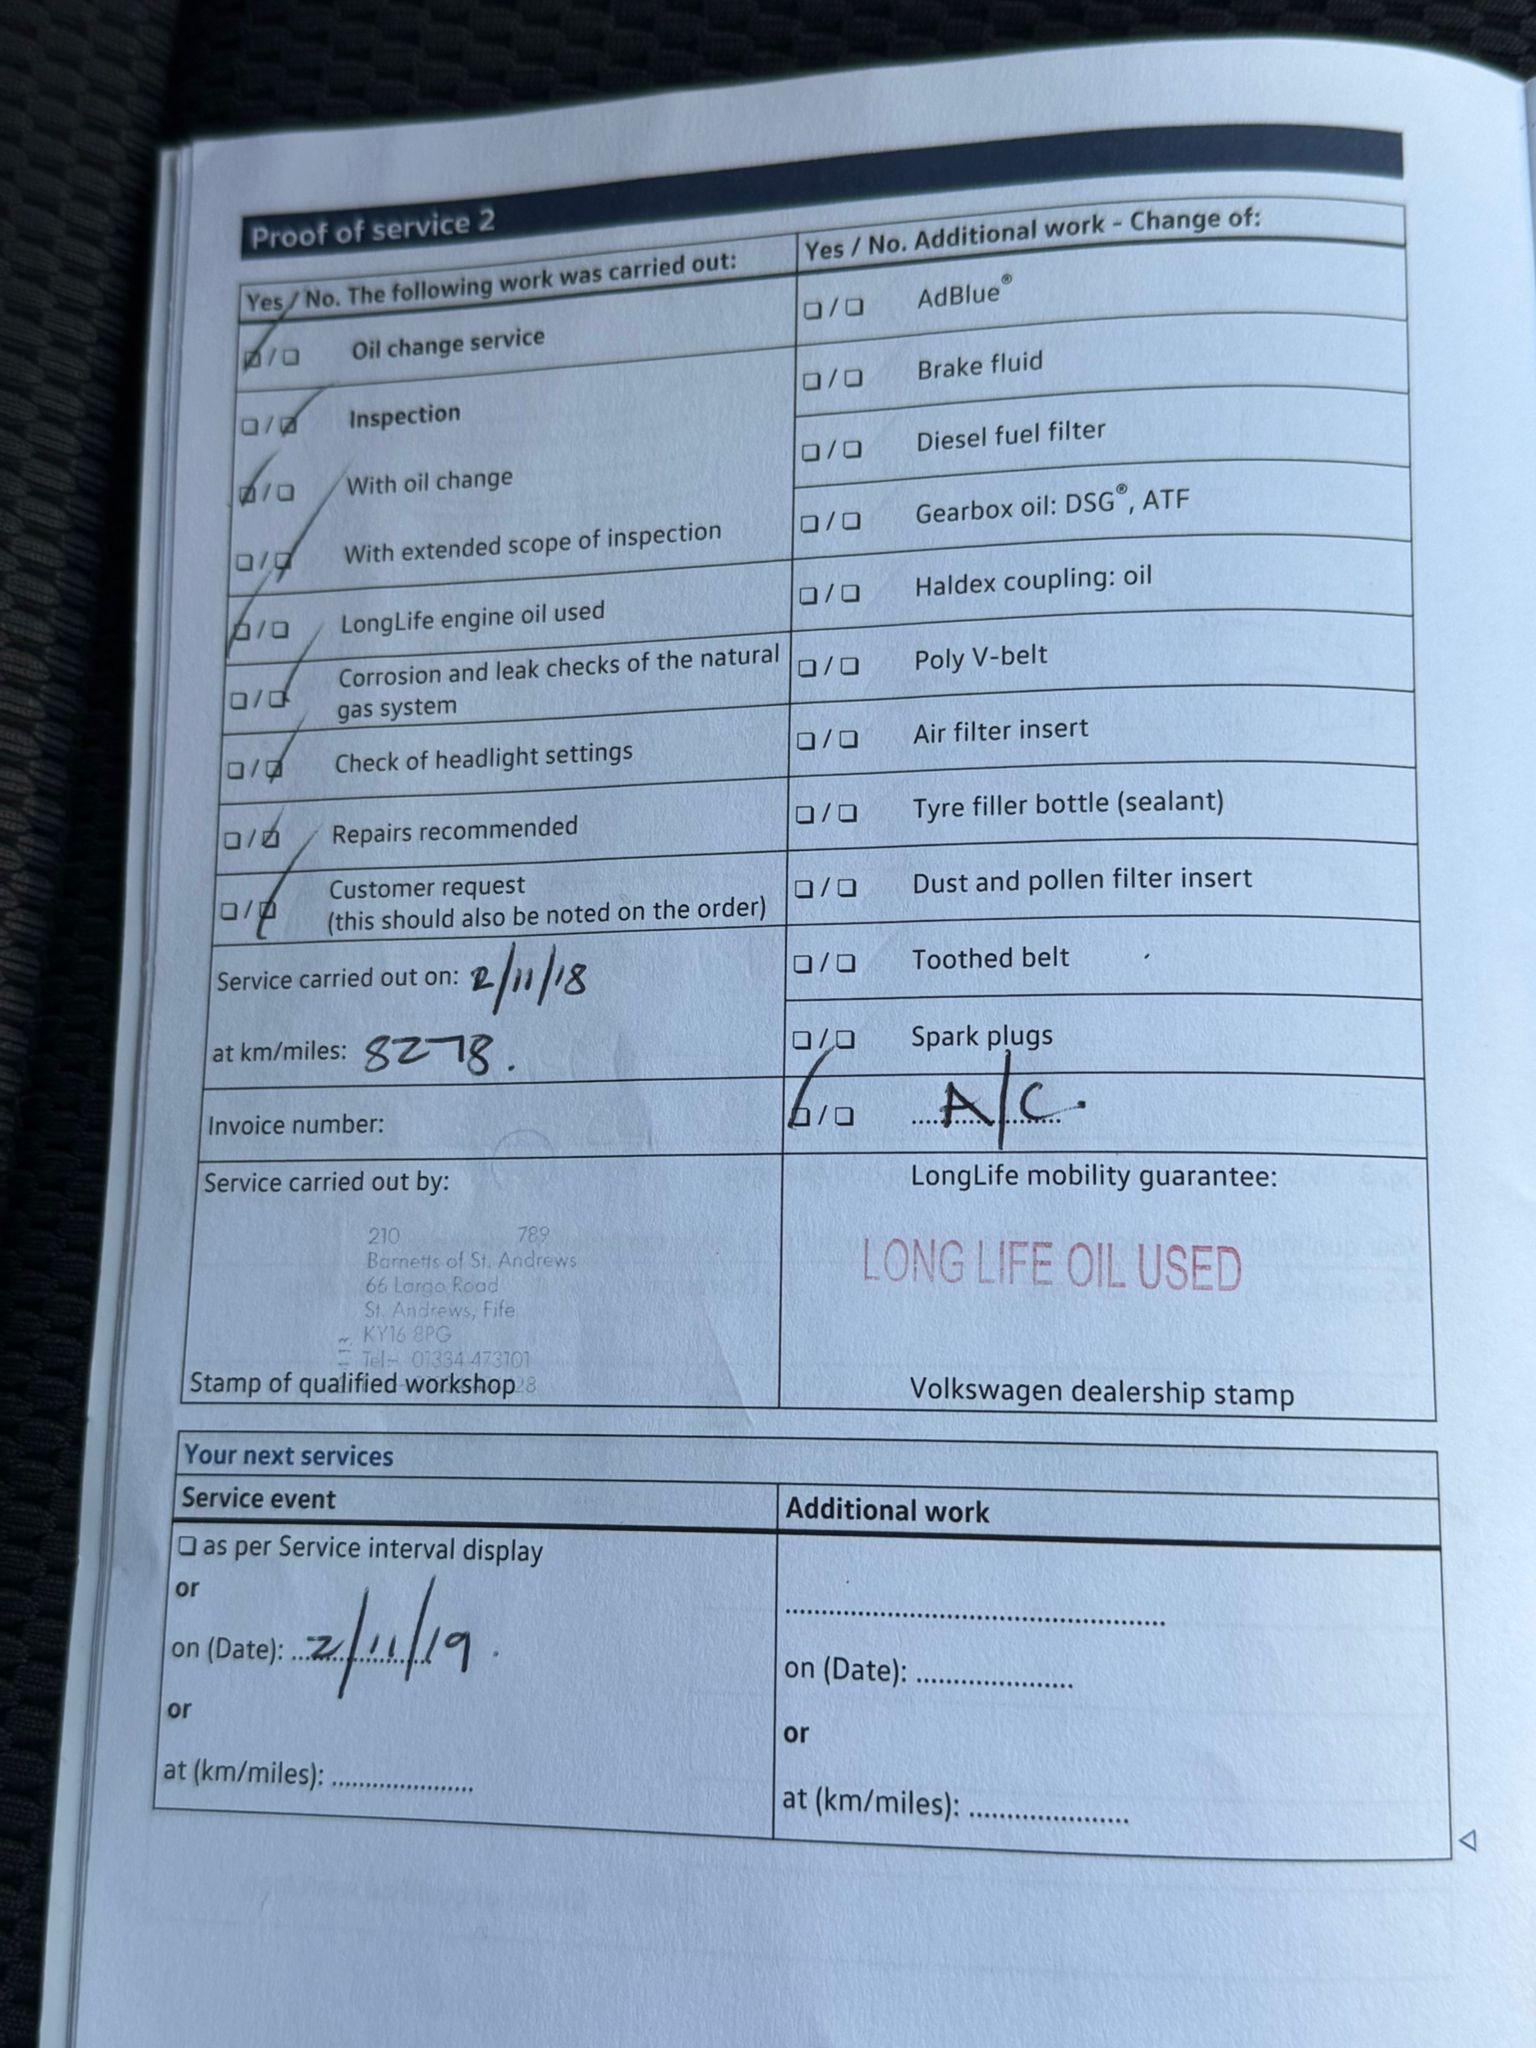 Proof of service 2
Yes / No. The following work was carried out:
☑ / ☐ Oil change service
☐ / ☑ Inspection
☑ / ☐ With oil change
☐ / ☑ With extended scope of inspection
☑ / ☐ LongLife engine oil used
☐ / ☑ Corrosion and leak checks of the natural
gas system
☐ / ☑ Check of headlight settings
☐ / ☑ Repairs recommended
☐ / ☑ Customer request
(this should also be noted on the order)
Service carried out on: 2/11/18
at km/miles: 8278.
Invoice number:
Yes / No. Additional work - Change of:
☐ / ☐ AdBlue®
☐ / ☐ Brake fluid
☐ / ☐ Diesel fuel filter
☐ / ☐ Gearbox oil: DSG®, ATF
☐ / ☐ Haldex coupling: oil
☐ / ☐ Poly V-belt
☐ / ☐ Air filter insert
☐ / ☐ Tyre filler bottle (sealant)
☐ / ☐ Dust and pollen filter insert
☐ / ☐ Toothed belt
☐ / ☐ Spark plugs
☑ / ☐ A/C.
Service carried out by:
210 789
Barnetts of St. Andrews
66 Largo Road
St. Andrews, Fife
KY16 8PG
Tel:- 01334 473101
28
Stamp of qualified workshop
LongLife mobility guarantee:
LONG LIFE OIL USED
Volkswagen dealership stamp
Your next services
Service event
☐ as per Service interval display
or
on (Date): 2/11/19.
or
at (km/miles): ....................
Additional work
......................................................
on (Date): ......................
or
at (km/miles): ......................